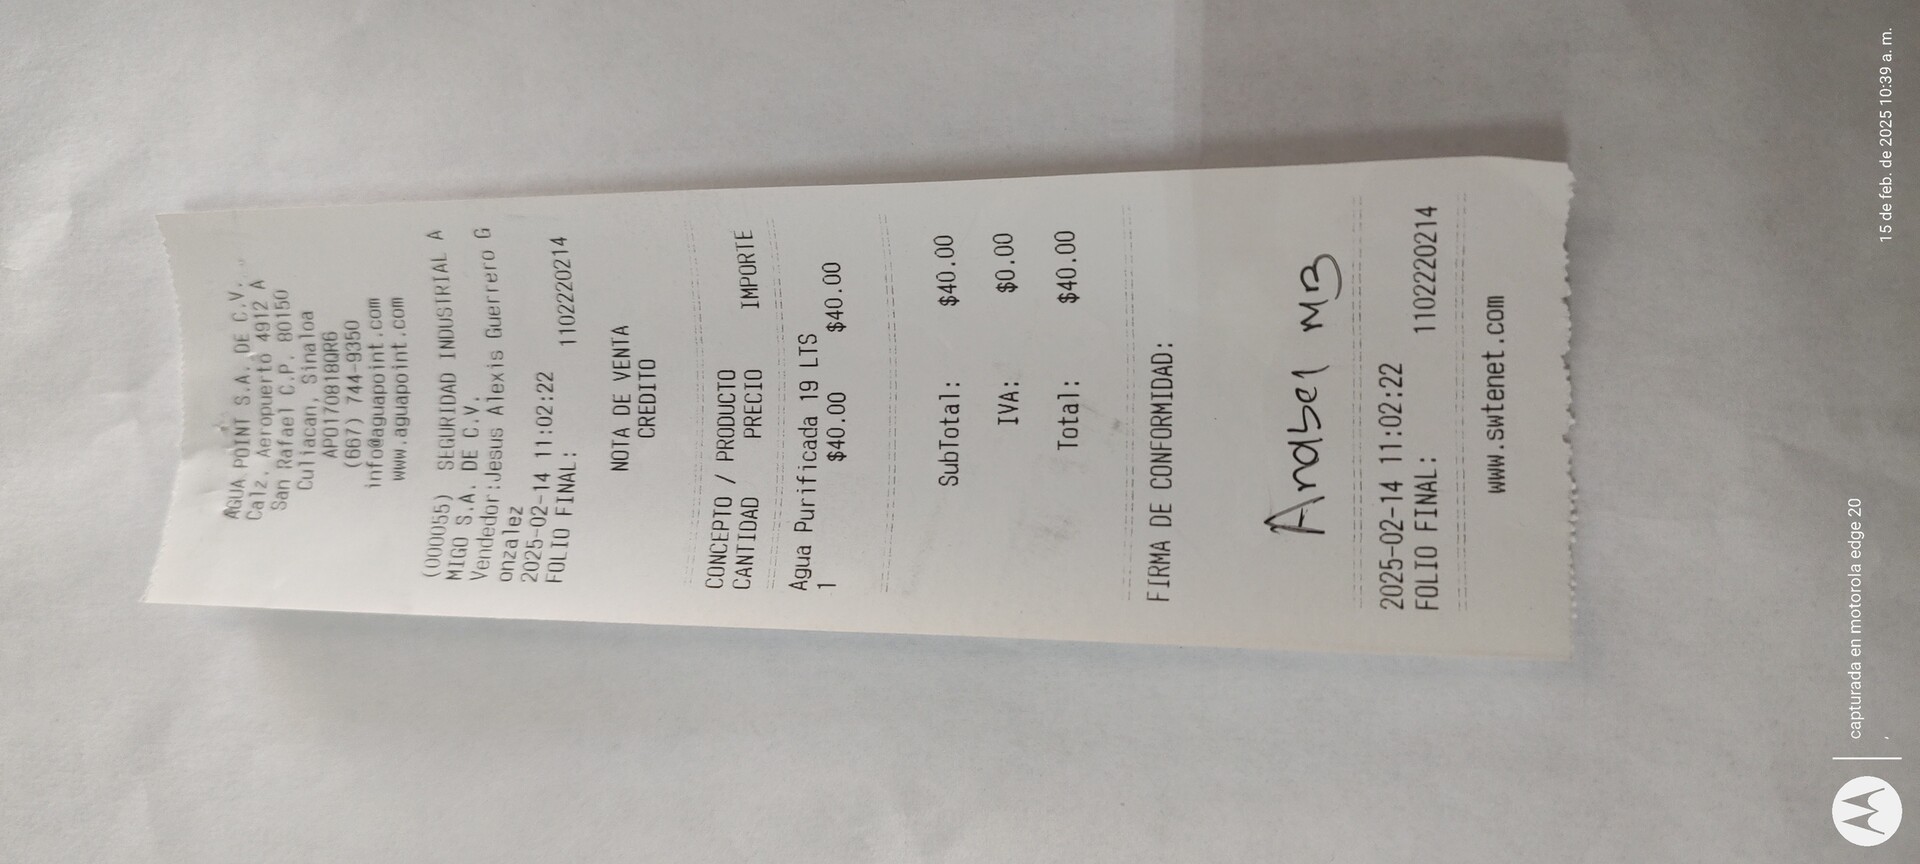 AGUA POINT S.A. DE C.V.
Calz. Aeropuerto 4912 A
San Rafael C.P. 80150
Culiacan, Sinaloa
APO170818QR6
(667) 744-9350
info@aguapoint.com
www.aguapoint.com
(000055) SEGURIDAD INDUSTRIAL A
MIGO S.A. DE C.V.
Vendedor:Jesus Alexis Guerrero G
onzalez
2025-02-14 11:02:22
FOLIO FINAL: 1102220214
NOTA DE VENTA
CREDITO
CONCEPTO / PRODUCTO
CANTIDAD PRECIO IMPORTE
Agua Purificada 19 LTS
1 $40.00 $40.00
SubTotal: $40.00
IVA: $0.00
Total: $40.00
FIRMA DE CONFORMIDAD:
Anabel MB
2025-02-14 11:02:22
FOLIO FINAL: 1102220214
www.swtenet.com
capturada en motorola edge 20
15 de feb. de 2025 10:39 a. m.